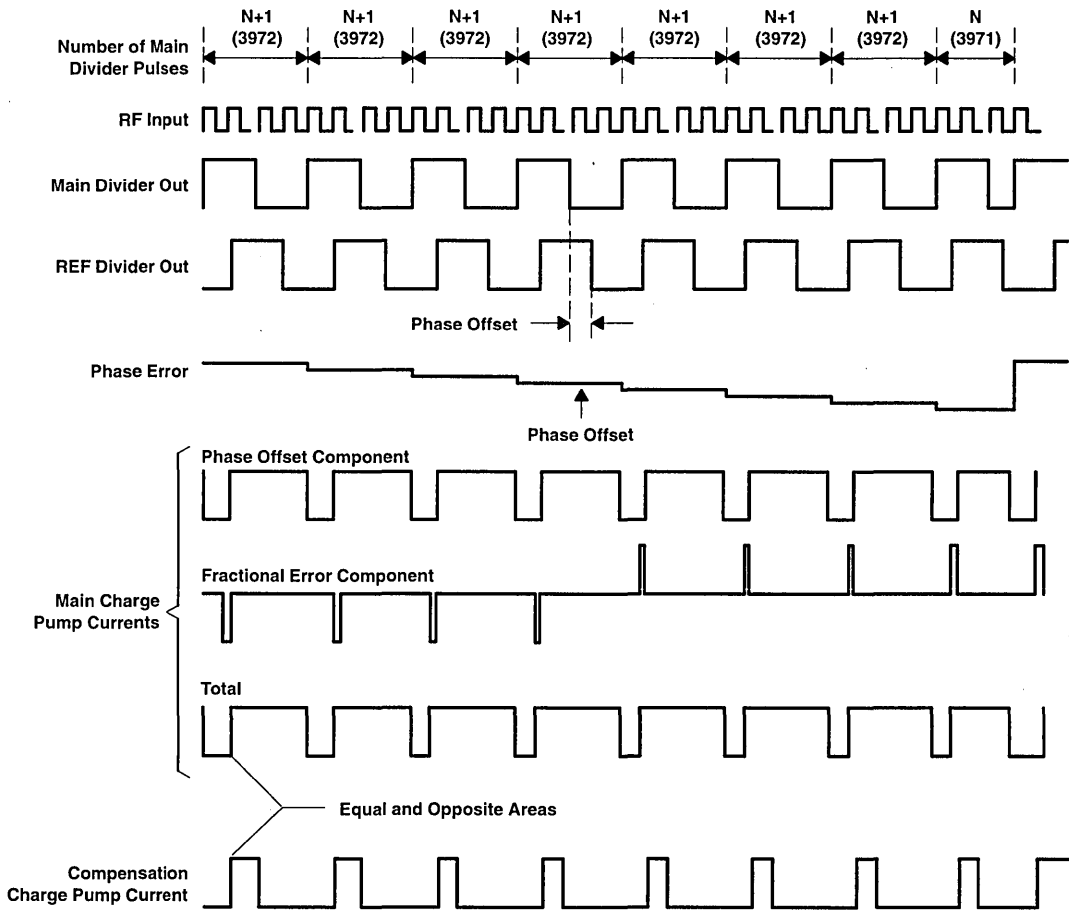 N+1 N+1 N+1 N+1 N+1 N+1 N+1 N
(3972) (3972) (3972) (3972) (3972) (3972) (3972) (3971)
Number of Main
Divider Pulses
RF Input
Main Divider Out
REF Divider Out
Phase Offset
Phase Error
Phase Offset
Phase Offset Component
Fractional Error Component
Main Charge
Pump Currents
Total
Equal and Opposite Areas
Compensation
Charge Pump Current